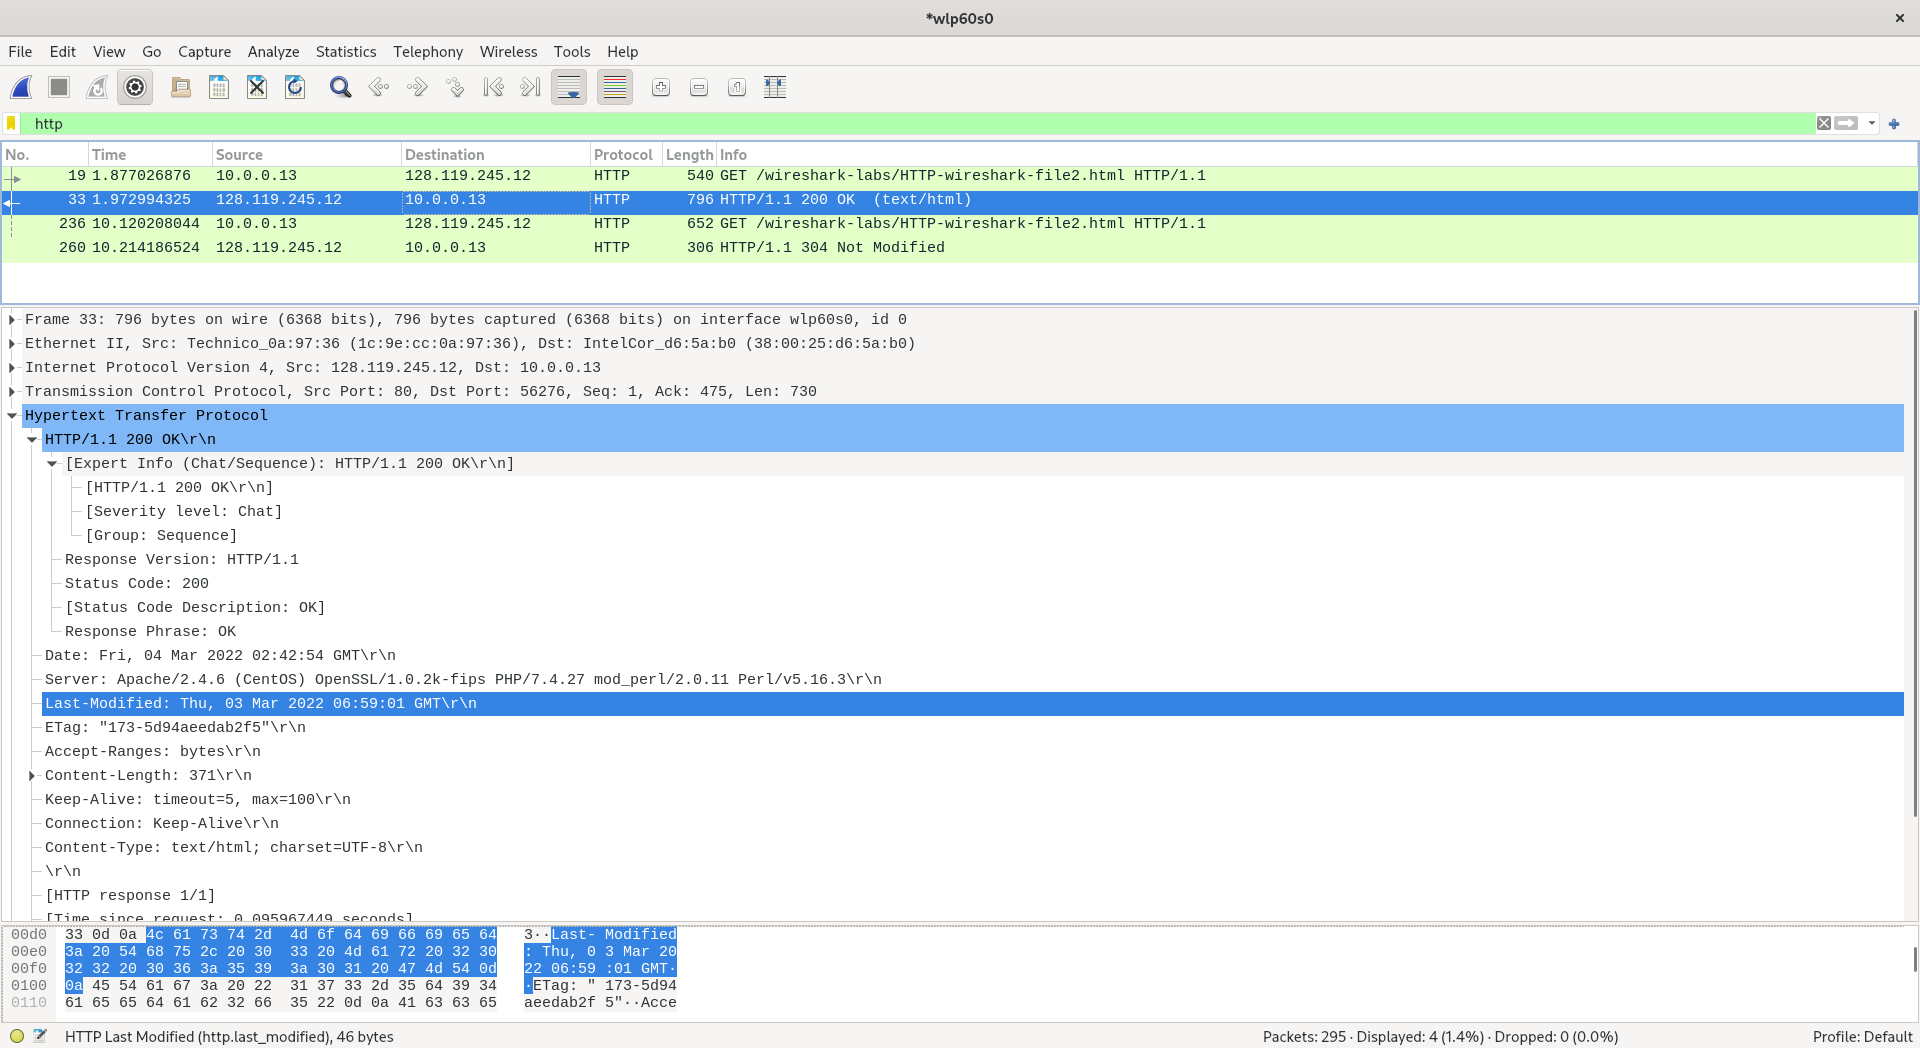 *wlp60s0
File Edit View Go Capture Analyze Statistics Telephony Wireless Tools Help
http
No. Time Source Destination Protocol Length Info
19 1.877026876 10.0.0.13 128.119.245.12 HTTP 540 GET /wireshark-labs/HTTP-wireshark-file2.html HTTP/1.1
33 1.972994325 128.119.245.12 10.0.0.13 HTTP 796 HTTP/1.1 200 OK  (text/html)
236 10.120208044 10.0.0.13 128.119.245.12 HTTP 652 GET /wireshark-labs/HTTP-wireshark-file2.html HTTP/1.1
260 10.214186524 128.119.245.12 10.0.0.13 HTTP 306 HTTP/1.1 304 Not Modified
Frame 33: 796 bytes on wire (6368 bits), 796 bytes captured (6368 bits) on interface wlp60s0, id 0
Ethernet II, Src: Technico_0a:97:36 (1c:9e:cc:0a:97:36), Dst: IntelCor_d6:5a:b0 (38:00:25:d6:5a:b0)
Internet Protocol Version 4, Src: 128.119.245.12, Dst: 10.0.0.13
Transmission Control Protocol, Src Port: 80, Dst Port: 56276, Seq: 1, Ack: 475, Len: 730
Hypertext Transfer Protocol
HTTP/1.1 200 OK\r\n
[Expert Info (Chat/Sequence): HTTP/1.1 200 OK\r\n]
[HTTP/1.1 200 OK\r\n]
[Severity level: Chat]
[Group: Sequence]
Response Version: HTTP/1.1
Status Code: 200
[Status Code Description: OK]
Response Phrase: OK
Date: Fri, 04 Mar 2022 02:42:54 GMT\r\n
Server: Apache/2.4.6 (CentOS) OpenSSL/1.0.2k-fips PHP/7.4.27 mod_perl/2.0.11 Perl/v5.16.3\r\n
Last-Modified: Thu, 03 Mar 2022 06:59:01 GMT\r\n
ETag: "173-5d94aeedab2f5"\r\n
Accept-Ranges: bytes\r\n
Content-Length: 371\r\n
Keep-Alive: timeout=5, max=100\r\n
Connection: Keep-Alive\r\n
Content-Type: text/html; charset=UTF-8\r\n
\r\n
[HTTP response 1/1]
[Time since request: 0.095967449 seconds]
00d0 33 0d 0a 4c 61 73 74 2d 4d 6f 64 69 66 69 65 64 3··Last- Modified
00e0 3a 20 54 68 75 2c 20 30 33 20 4d 61 72 20 32 30 : Thu, 0 3 Mar 20
00f0 32 32 20 30 36 3a 35 39 3a 30 31 20 47 4d 54 0d 22 06:59 :01 GMT·
0100 0a 45 54 61 67 3a 20 22 31 37 33 2d 35 64 39 34 ·ETag: " 173-5d94
0110 61 65 65 64 61 62 32 66 35 22 0d 0a 41 63 63 65 aeedab2f 5"··Acce
HTTP Last Modified (http.last_modified), 46 bytes Packets: 295 · Displayed: 4 (1.4%) · Dropped: 0 (0.0%) Profile: Default